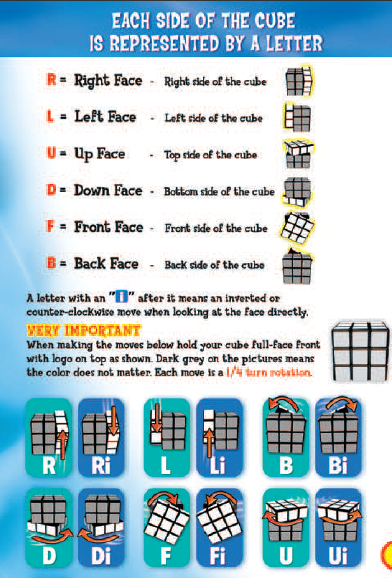 EACH SIDE OF THE CUBE
IS REPRESENTED BY A LETTER
R = Right Face - Right side of the cube
L = Left Face - Left side of the cube
U = Up Face - Top side of the cube
D = Down Face - Bottom side of the cube
F = Front Face - Front side of the cube
B = Back Face - Back side of the cube
A letter with an "i" after it means an inverted or
counter-clockwise move when looking at the face directly.
VERY IMPORTANT
When making the moves below hold your cube full-face front
with logo on top as shown. Dark grey on the pictures means
the color does not matter. Each move is a 1/4 turn rotation.
R Ri L Li B Bi
D Di F Fi U Ui